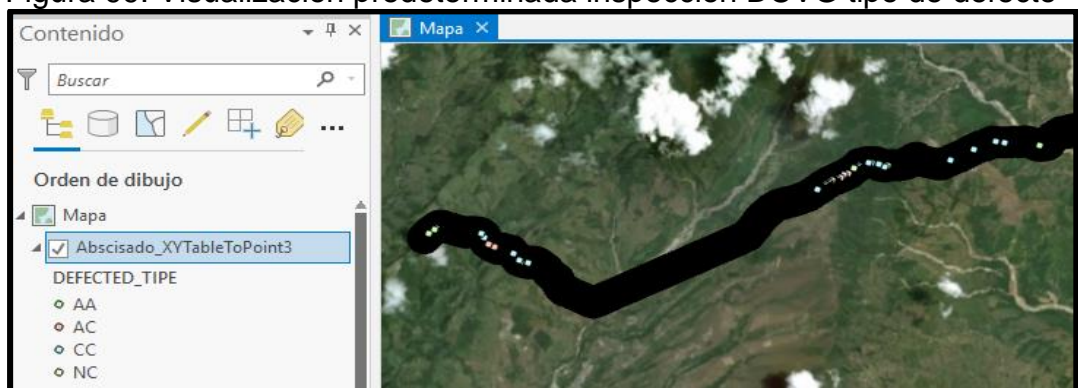 Figura 63. Visualización predeterminada inspección DCVG tipo de defecto
Contenido
Mapa
Buscar
Orden de dibujo
Mapa
Abscisado_XYTableToPoint3
DEFECTED_TIPE
AA
AC
CC
NC